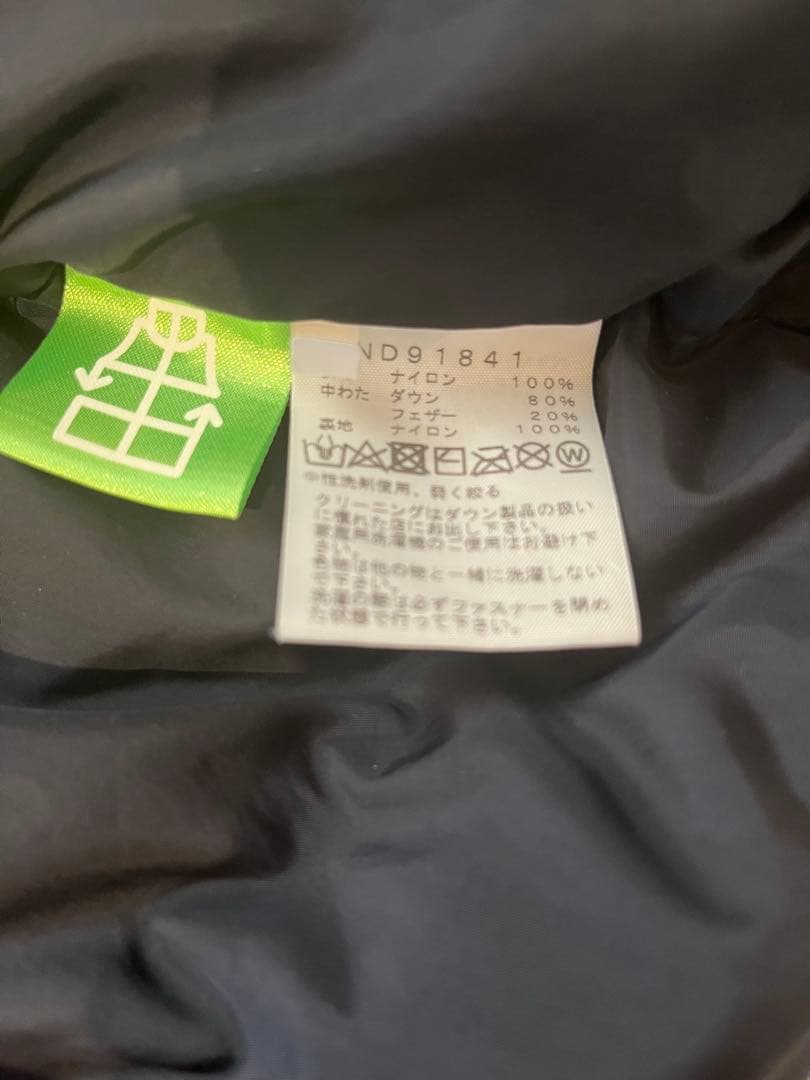 ND91841
ナイロン 100%
中わた ダウン 80%
フェザー 20%
裏地 ナイロン 100%
W
中性洗剤使用、弱く絞る
クリーニングはダウン製品の扱い
に慣れた店にお出し下さい。
家庭用洗濯機のご使用はお避け下
さい。
色物は他の物と一緒に洗濯しない
で下さい。
洗濯の際は必ずファスナーを閉め
た状態で行って下さい。